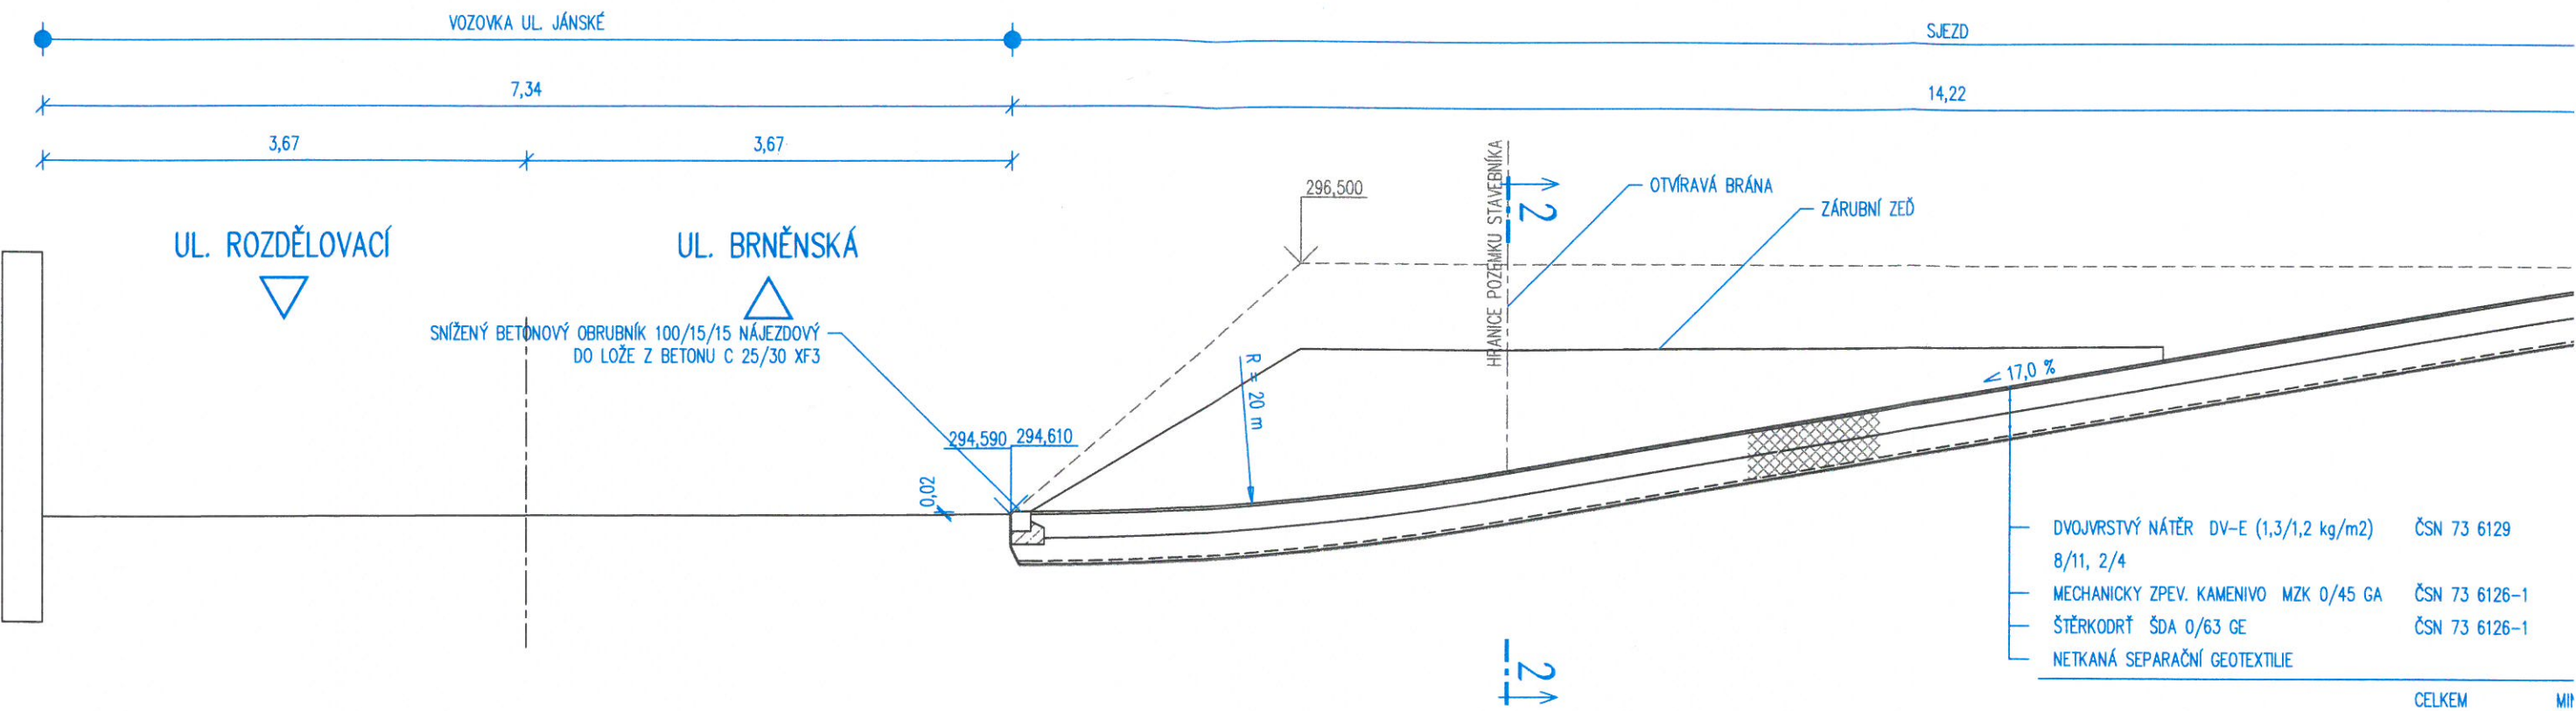 VOZOVKA UL. JÁNSKÉ
SJEZD
7,34
14,22
3,67
3,67
HRANICE POZEMKU STAVEBNÍKA
296,500
2
OTVÍRAVÁ BRÁNA
ZÁRUBNÍ ZEĎ
UL. ROZDĚLOVACÍ
UL. BRNĚNSKÁ
SNÍŽENÝ BETONOVÝ OBRUBNÍK 100/15/15 NÁJEZDOVÝ
DO LOŽE Z BETONU C 25/30 XF3
R = 20 m
17,0 %
294,590
294,610
0,02
DVOJVRSTVÝ NÁTĚR DV-E (1,3/1,2 kg/m2) ČSN 73 6129
8/11, 2/4
MECHANICKY ZPEV. KAMENIVO MZK 0/45 GA ČSN 73 6126-1
ŠTĚRKODRŤ ŠDA 0/63 GE ČSN 73 6126-1
NETKANÁ SEPARAČNÍ GEOTEXTILIE
2
CELKEM